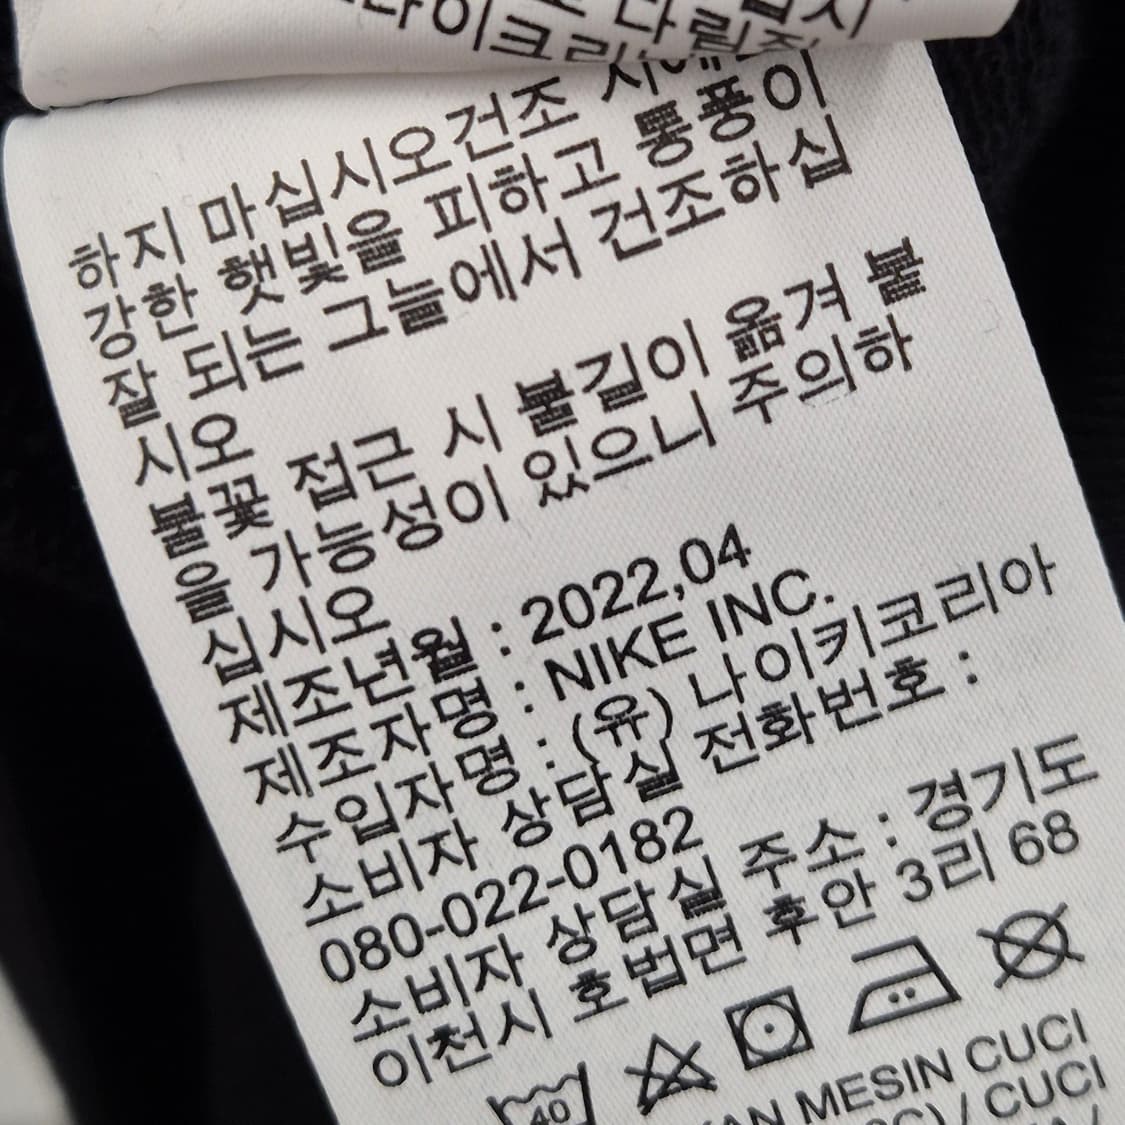 하지 마십시오건조 시에
강한 햇빛을 피하고 통풍이
잘 되는 그늘에서 건조하십
시오
불꽃 접근 시 불길이 옮겨 붙
을 가능성이 있으니 주의하
십시오
제조년월 : 2022,04
제조자명 : NIKE INC.
수입자명 : (유) 나이키코리아
소비자 상담실 전화번호 :
080-022-0182
소비자 상담실 주소 : 경기도
이천시 호법면 후안 3리 68
40
MESIN CUCI
/ CUCI